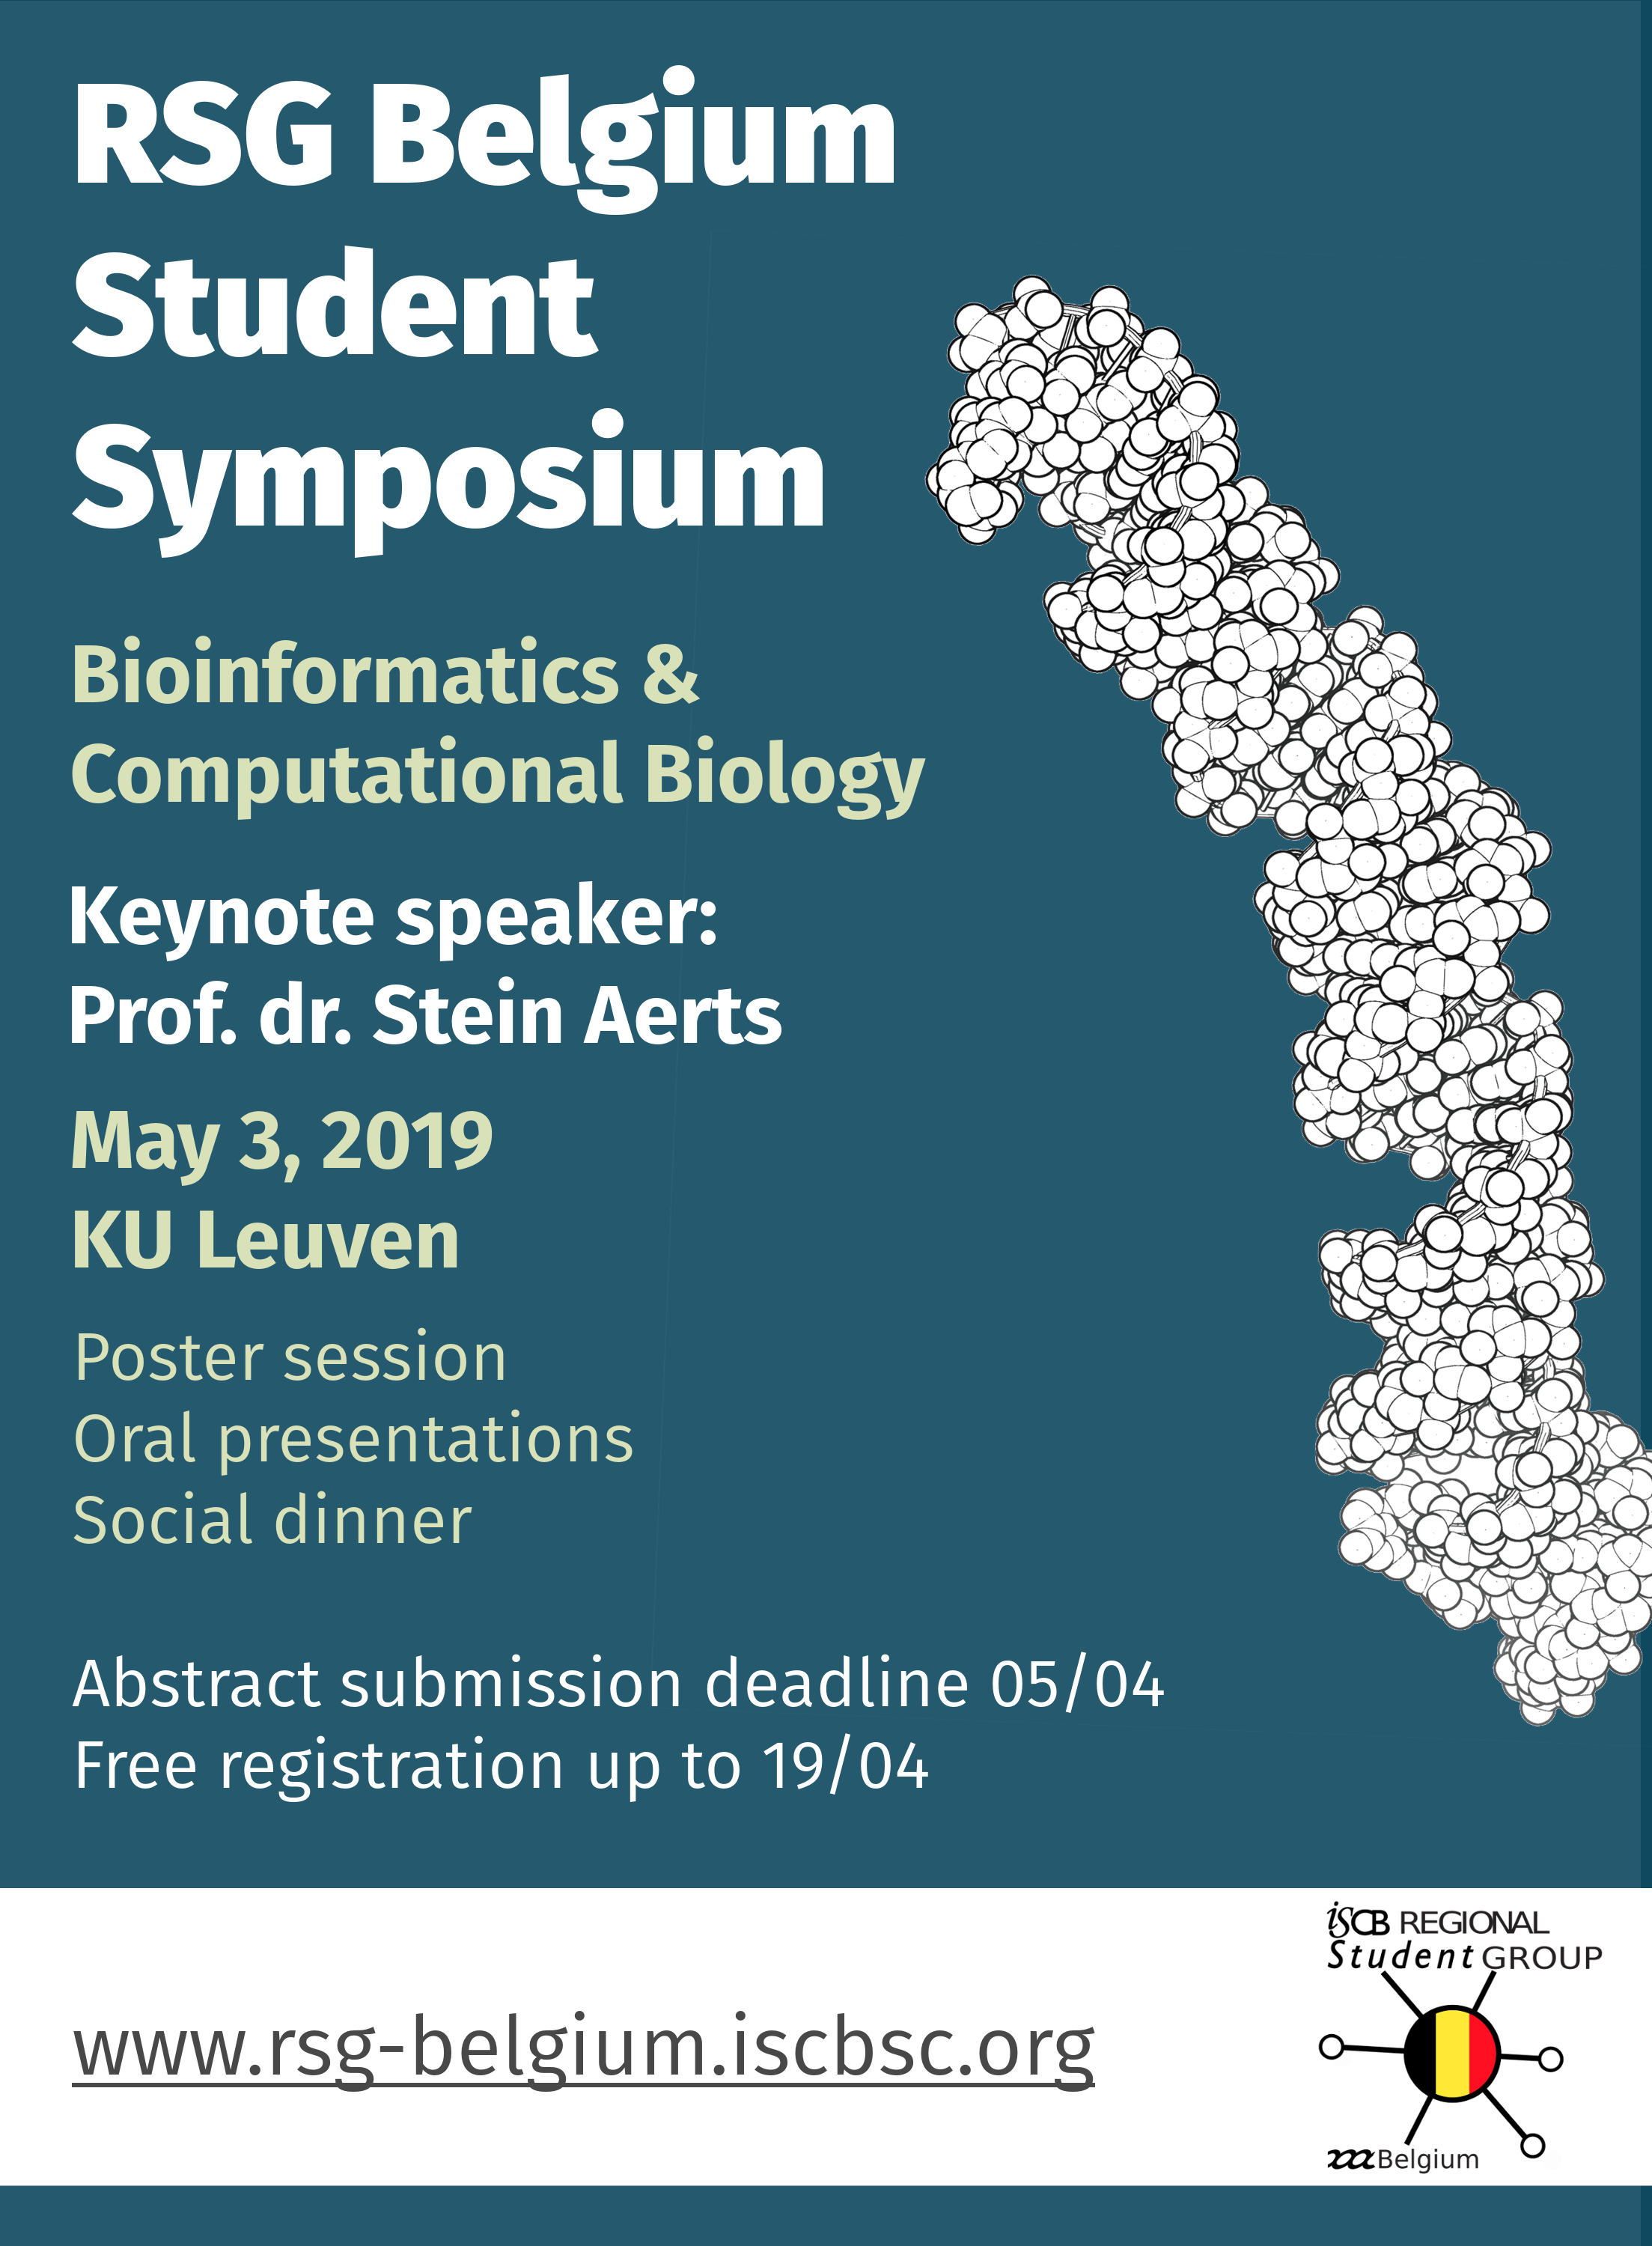 RSG Belgium
Student
Symposium
Bioinformatics &
Computational Biology
Keynote speaker:
Prof. dr. Stein Aerts
May 3, 2019
KU Leuven
Poster session
Oral presentations
Social dinner
Abstract submission deadline 05/04
Free registration up to 19/04
www.rsg-belgium.iscbsc.org
iSCB REGIONAL
Student GROUP
Belgium